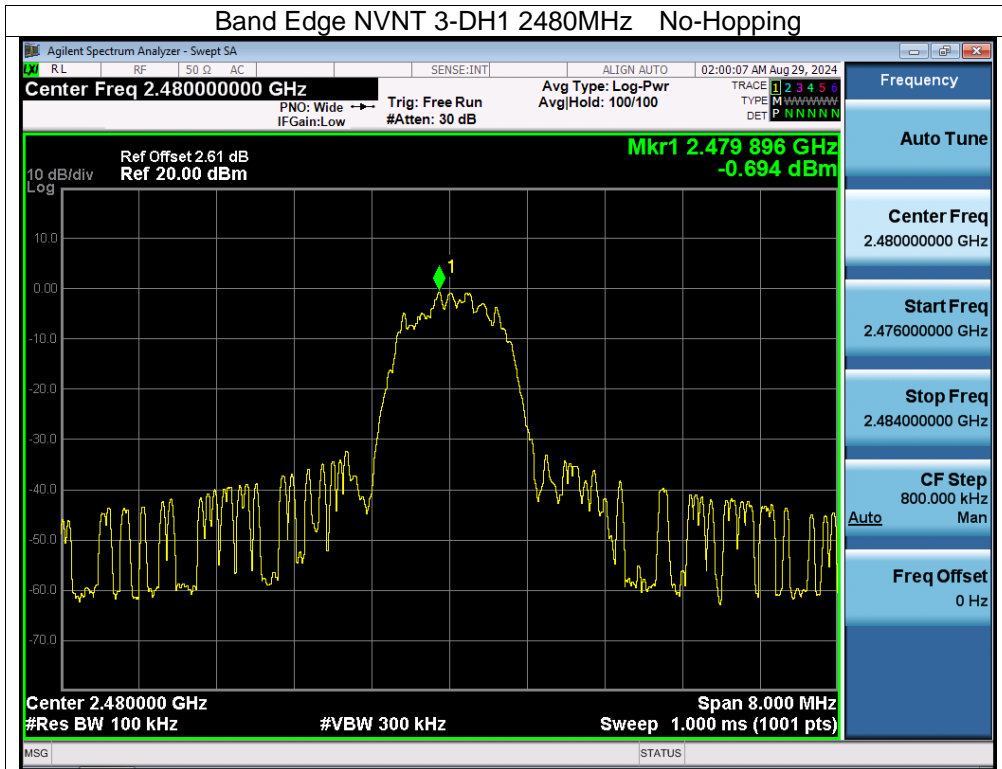 Band Edge NVNT 3-DH1 2480MHz No-Hopping
Agilent Spectrum Analyzer - Swept SA
LXI RL RF 50 Ω AC SENSE:INT ALIGN AUTO 02:00:07 AM Aug 29, 2024
Center Freq 2.480000000 GHz
PNO: Wide Trig: Free Run Avg Type: Log-Pwr TRACE 1 2 3 4 5 6
IFGain:Low #Atten: 30 dB Avg|Hold: 100/100 TYPE M WWWWW
DET P N N N N N
Frequency
Mkr1 2.479 896 GHz
-0.694 dBm
Ref Offset 2.61 dB
10 dB/div Ref 20.00 dBm
Log
10.0
0.00
-10.0
-20.0
-30.0
-40.0
-50.0
-60.0
-70.0
1
Center 2.480000 GHz Span 8.000 MHz
#Res BW 100 kHz #VBW 300 kHz Sweep 1.000 ms (1001 pts)
Auto Tune
Center Freq
2.480000000 GHz
Start Freq
2.476000000 GHz
Stop Freq
2.484000000 GHz
CF Step
800.000 kHz
Auto Man
Freq Offset
0 Hz
MSG STATUS